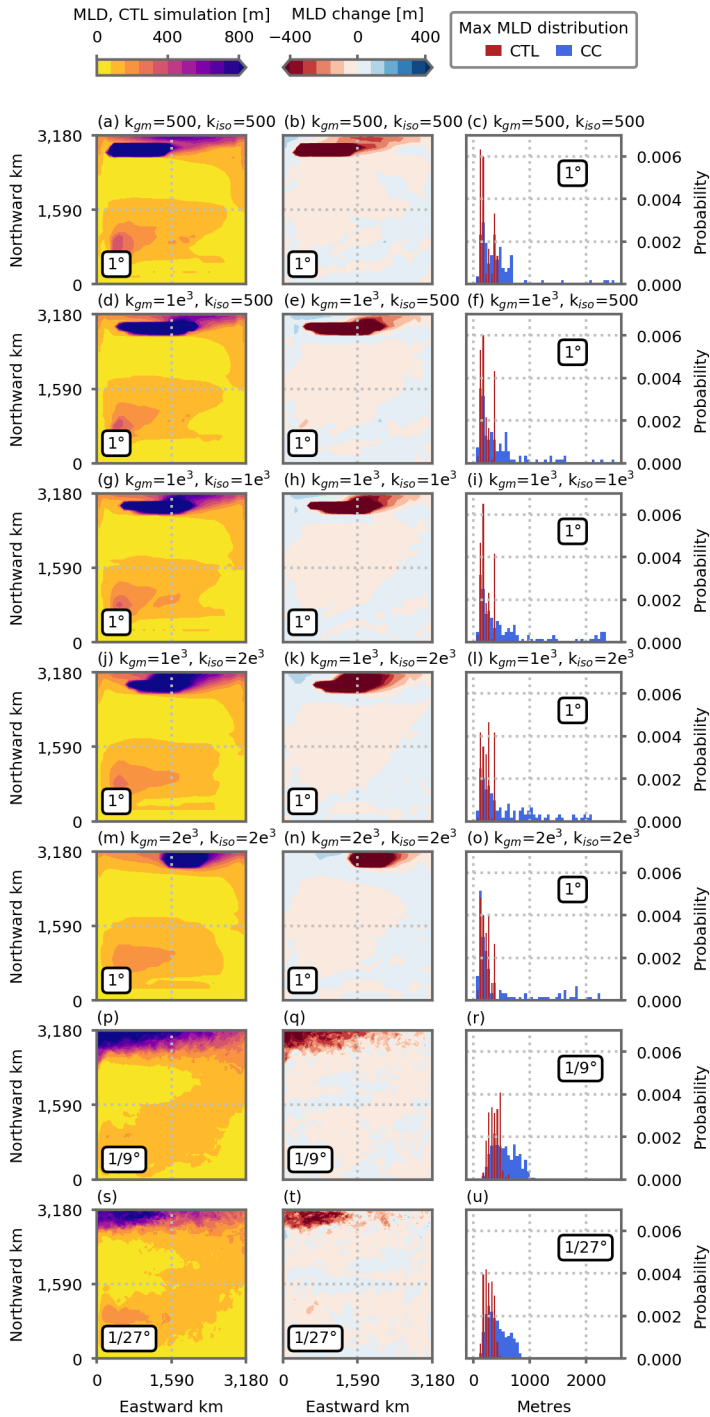 MLD, CTL simulation [m]
0 400 800
MLD change [m]
−400 0 400
Max MLD distribution
CTL CC
(a) k_gm=500, k_iso=500
(b) k_gm=500, k_iso=500
(c) k_gm=500, k_iso=500
3,180
1,590
0
Northward km
1°
1°
1°
0.006
0.004
0.002
0.000
Probability
(d) k_gm=1e³, k_iso=500
(e) k_gm=1e³, k_iso=500
(f) k_gm=1e³, k_iso=500
3,180
1,590
0
Northward km
1°
1°
1°
0.006
0.004
0.002
0.000
Probability
(g) k_gm=1e³, k_iso=1e³
(h) k_gm=1e³, k_iso=1e³
(i) k_gm=1e³, k_iso=1e³
3,180
1,590
0
Northward km
1°
1°
1°
0.006
0.004
0.002
0.000
Probability
(j) k_gm=1e³, k_iso=2e³
(k) k_gm=1e³, k_iso=2e³
(l) k_gm=1e³, k_iso=2e³
3,180
1,590
0
Northward km
1°
1°
1°
0.006
0.004
0.002
0.000
Probability
(m) k_gm=2e³, k_iso=2e³
(n) k_gm=2e³, k_iso=2e³
(o) k_gm=2e³, k_iso=2e³
3,180
1,590
0
Northward km
1°
1°
1°
0.006
0.004
0.002
0.000
Probability
(p)
(q)
(r)
3,180
1,590
0
Northward km
1/9°
1/9°
1/9°
0.006
0.004
0.002
0.000
Probability
(s)
(t)
(u)
3,180
1,590
0
Northward km
1/27°
1/27°
1/27°
0.006
0.004
0.002
0.000
Probability
0 1,590 3,180
Eastward km
0 1,590 3,180
Eastward km
0 1000 2000
Metres